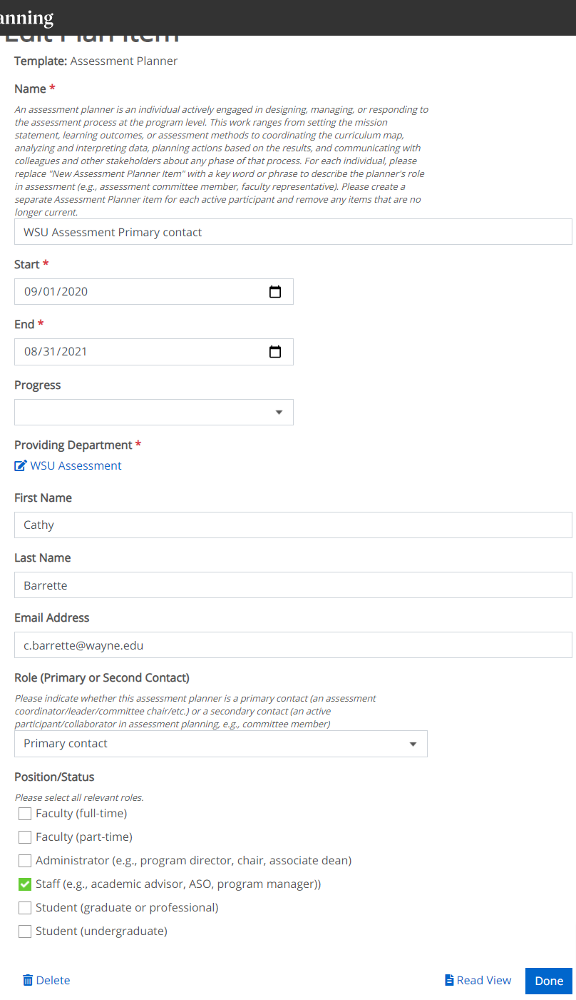 anning
Edit Plan Item
Template: Assessment Planner
Name *
An assessment planner is an individual actively engaged in designing, managing, or responding to
the assessment process at the program level. This work ranges from setting the mission
statement, learning outcomes, or assessment methods to coordinating the curriculum map,
analyzing and interpreting data, planning actions based on the results, and communicating with
colleagues and other stakeholders about any phase of that process. For each individual, please
replace "New Assessment Planner Item" with a key word or phrase to describe the planner's role
in assessment (e.g., assessment committee member, faculty representative). Please create a
separate Assessment Planner item for each active participant and remove any items that are no
longer current.
WSU Assessment Primary contact
Start *
09/01/2020
End *
08/31/2021
Progress
Providing Department *
WSU Assessment
First Name
Cathy
Last Name
Barrette
Email Address
c.barrette@wayne.edu
Role (Primary or Second Contact)
Please indicate whether this assessment planner is a primary contact (an assessment
coordinator/leader/committee chair/etc.) or a secondary contact (an active
participant/collaborator in assessment planning, e.g., committee member)
Primary contact
Position/Status
Please select all relevant roles.
Faculty (full-time)
Faculty (part-time)
Administrator (e.g., program director, chair, associate dean)
Staff (e.g., academic advisor, ASO, program manager))
Student (graduate or professional)
Student (undergraduate)
Delete Read View Done